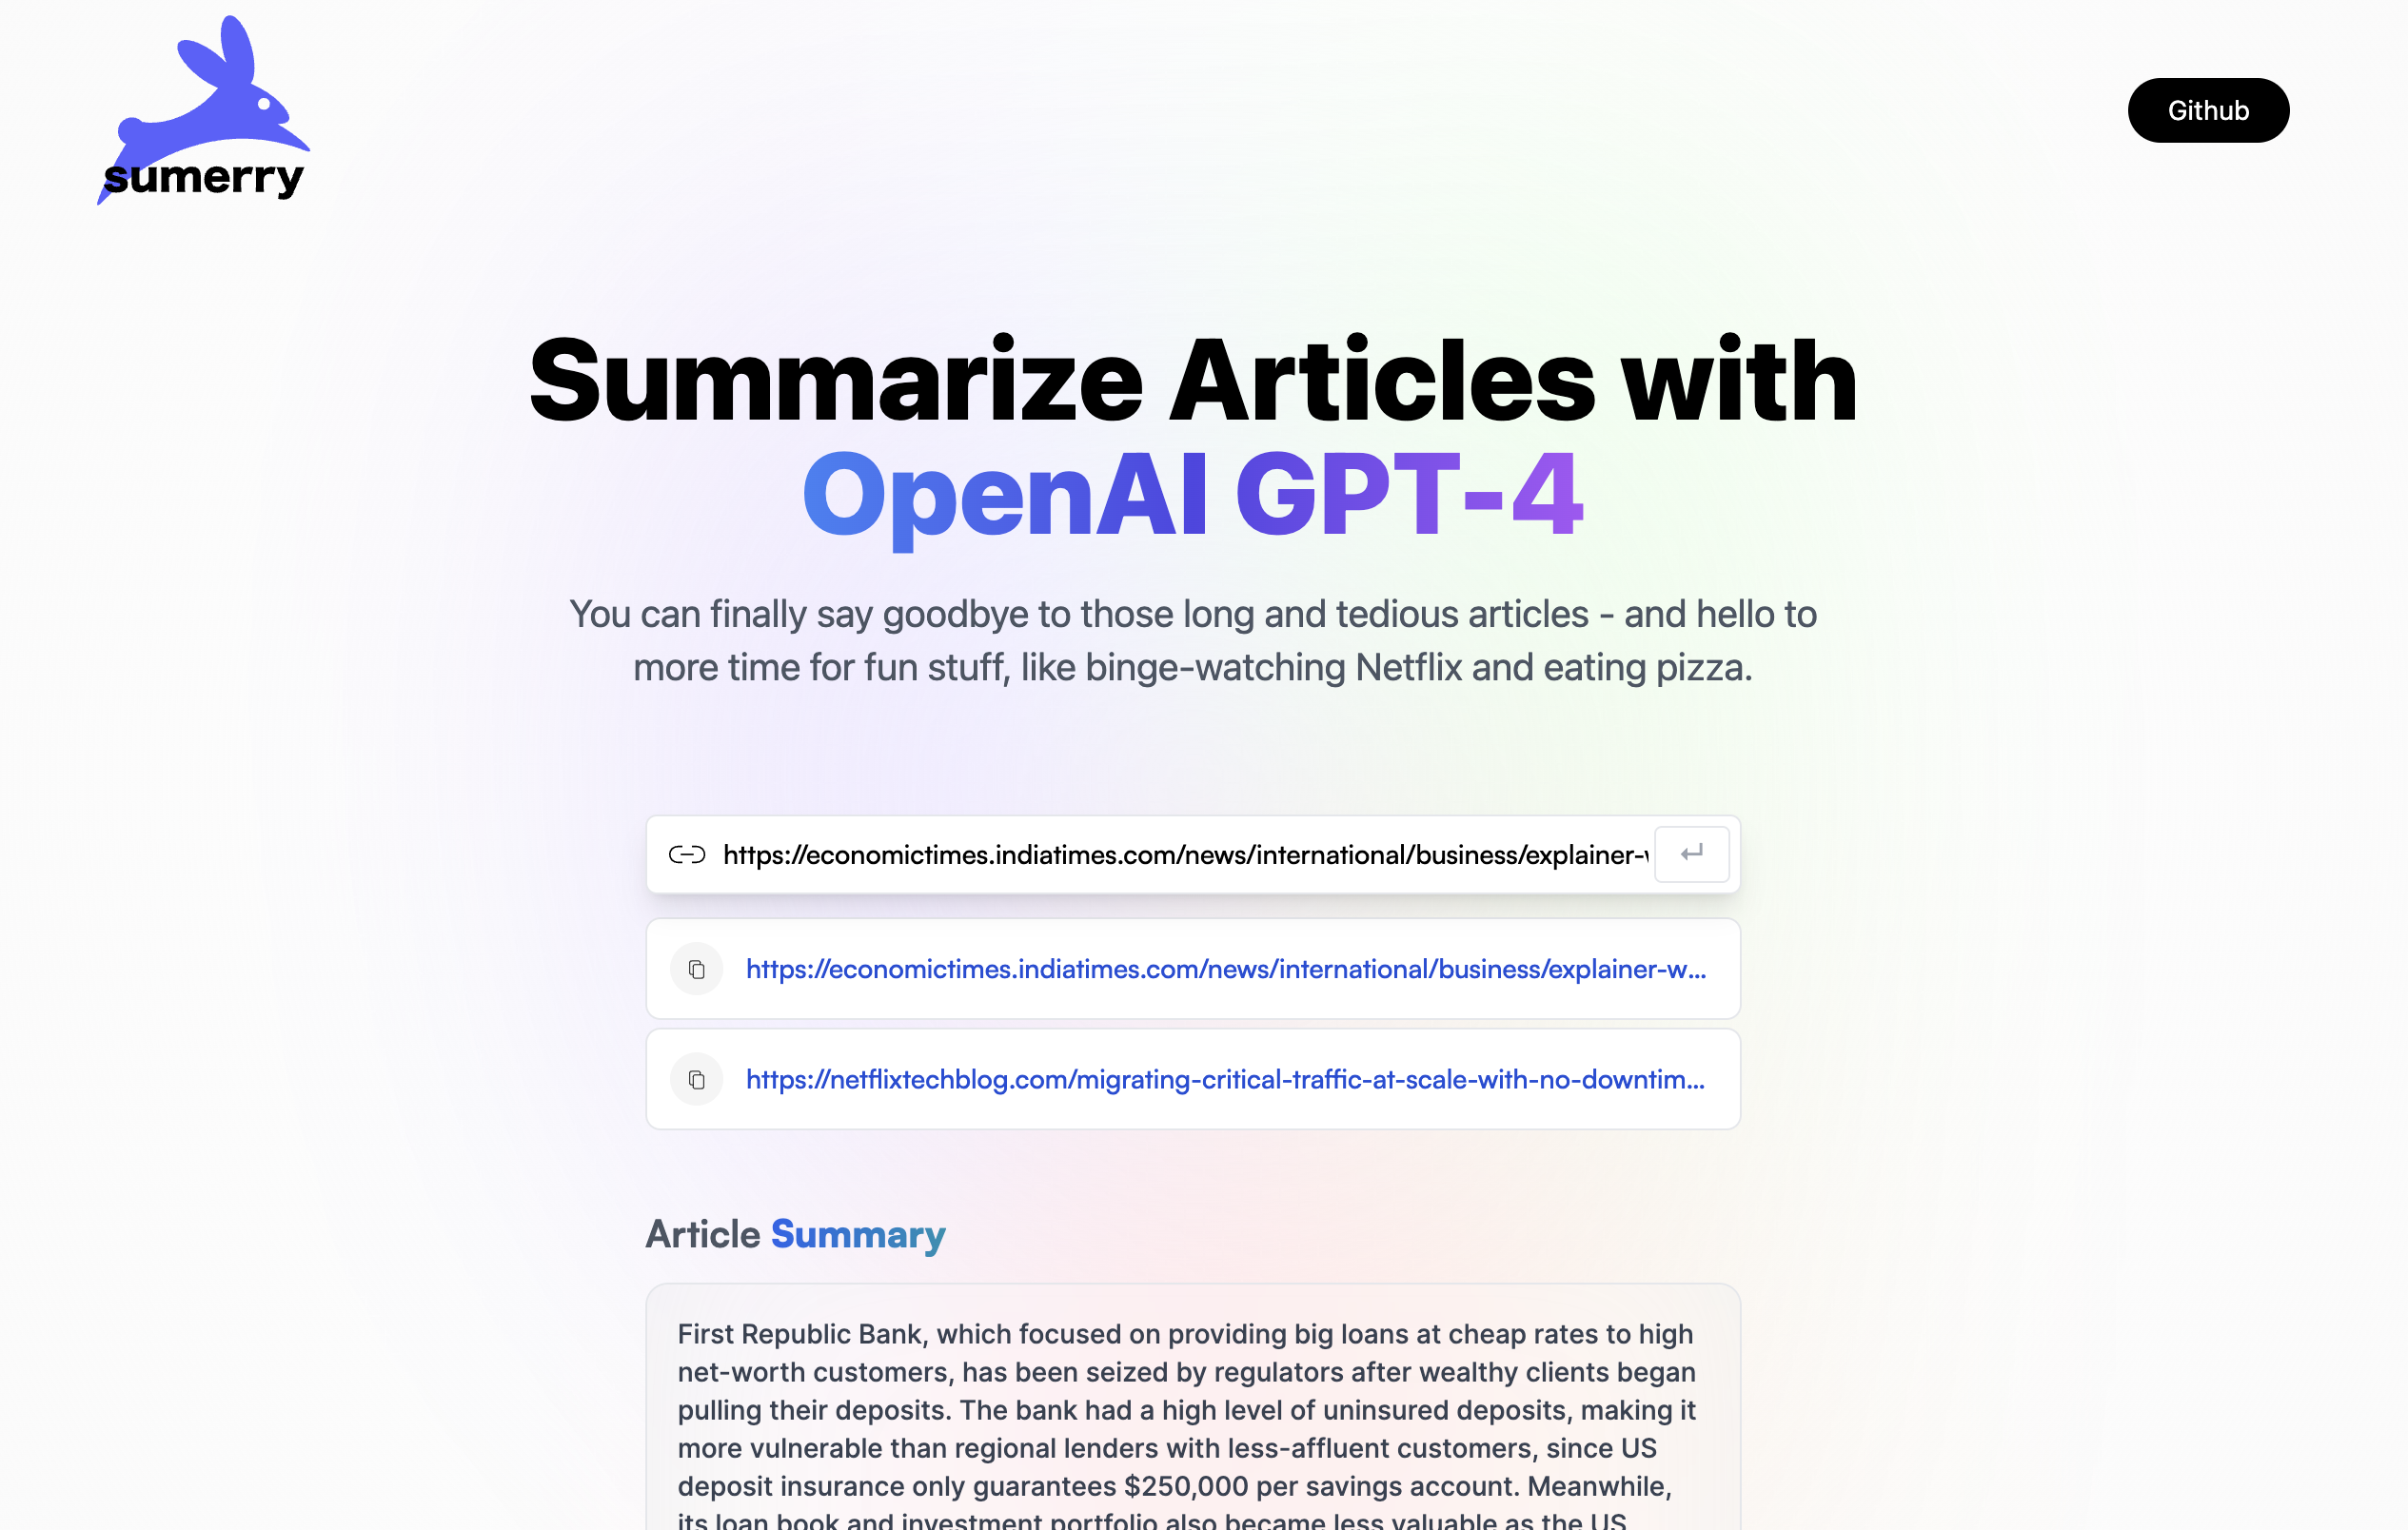 sumerry
Github
Summarize Articles with
OpenAI GPT-4
You can finally say goodbye to those long and tedious articles - and hello to
more time for fun stuff, like binge-watching Netflix and eating pizza.
https://economictimes.indiatimes.com/news/international/business/explainer-
https://economictimes.indiatimes.com/news/international/business/explainer-w...
https://netflixtechblog.com/migrating-critical-traffic-at-scale-with-no-downtim...
Article Summary
First Republic Bank, which focused on providing big loans at cheap rates to high
net-worth customers, has been seized by regulators after wealthy clients began
pulling their deposits. The bank had a high level of uninsured deposits, making it
more vulnerable than regional lenders with less-affluent customers, since US
deposit insurance only guarantees $250,000 per savings account. Meanwhile,
its loan book and investment portfolio also became less valuable as the US